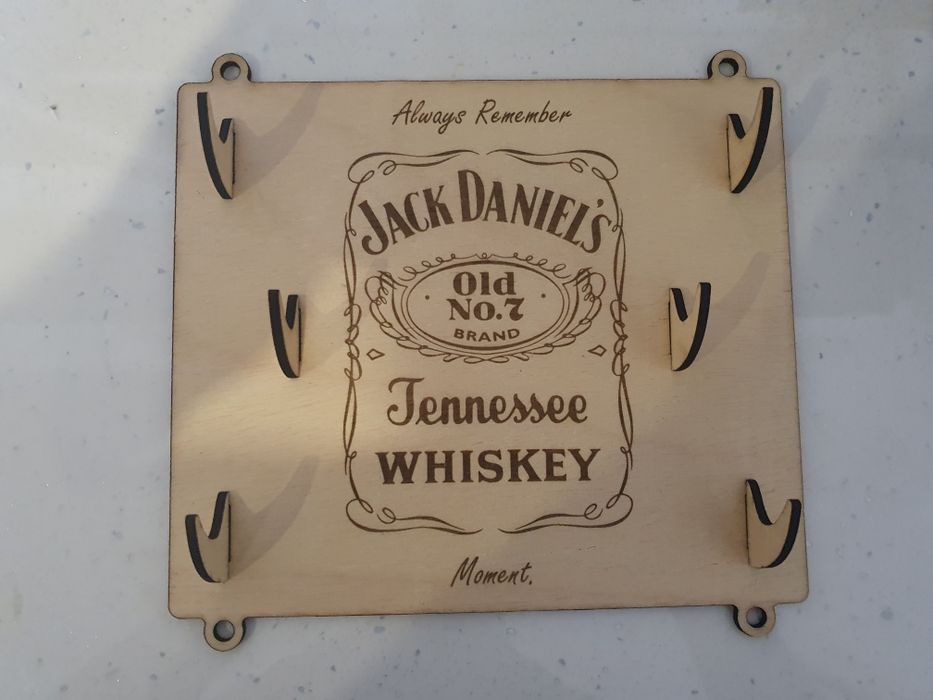 Always Remember
JACK DANIEL'S
Old
No.7
BRAND
Tennessee
WHISKEY
Moment.